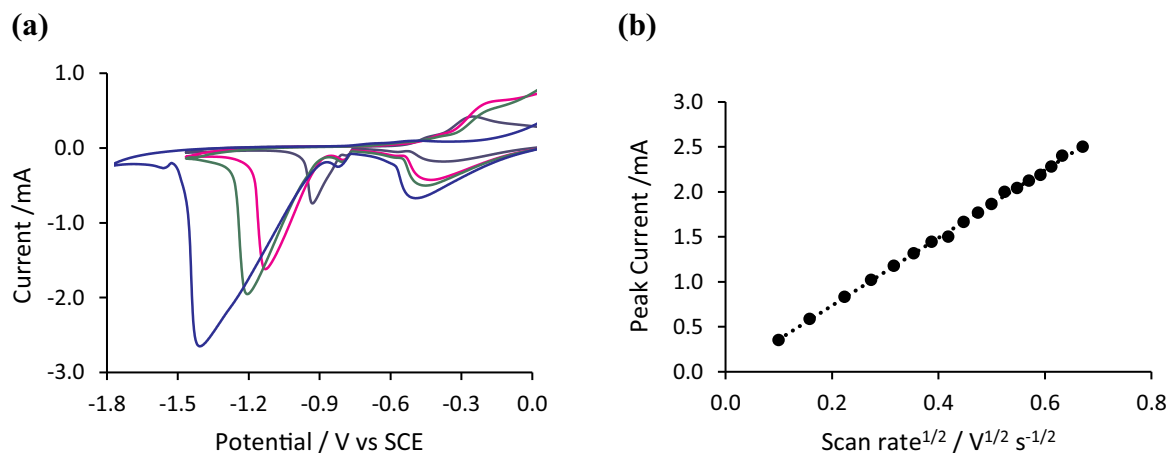 (a)
1.0
0.0
-1.0
-2.0
-3.0
-1.8 -1.5 -1.2 -0.9 -0.6 -0.3 0.0
Current /mA
Potential / V vs SCE
(b)
3.0
2.5
2.0
1.5
1.0
0.5
0.0
0.0 0.2 0.4 0.6 0.8
Peak Current /mA
Scan rate^1/2 / V^1/2 s^-1/2